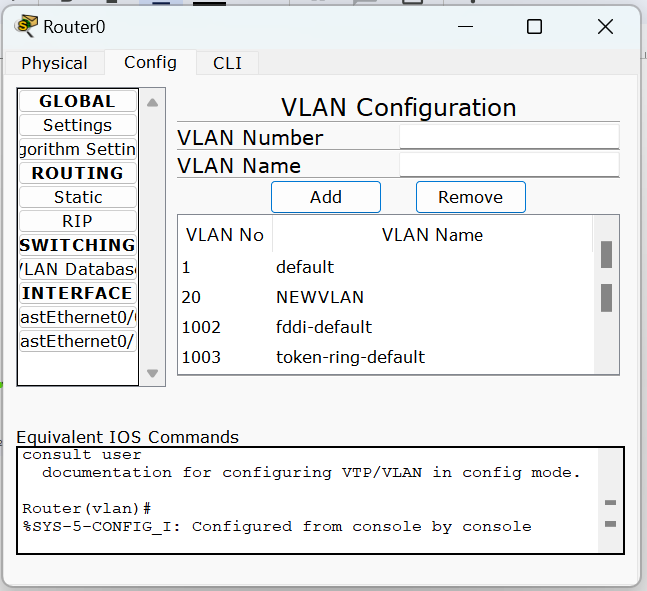 Router0
Physical
Config
CLI
GLOBAL
Settings
gorithm Settin
ROUTING
Static
RIP
SWITCHING
VLAN Databas
INTERFACE
astEthernet0/
astEthernet0/
VLAN Configuration
VLAN Number
VLAN Name
Add
Remove
VLAN No VLAN Name
1 default
20 NEWVLAN
1002 fddi-default
1003 token-ring-default
Equivalent IOS Commands
consult user
documentation for configuring VTP/VLAN in config mode.
Router(vlan)#
%SYS-5-CONFIG_I: Configured from console by console